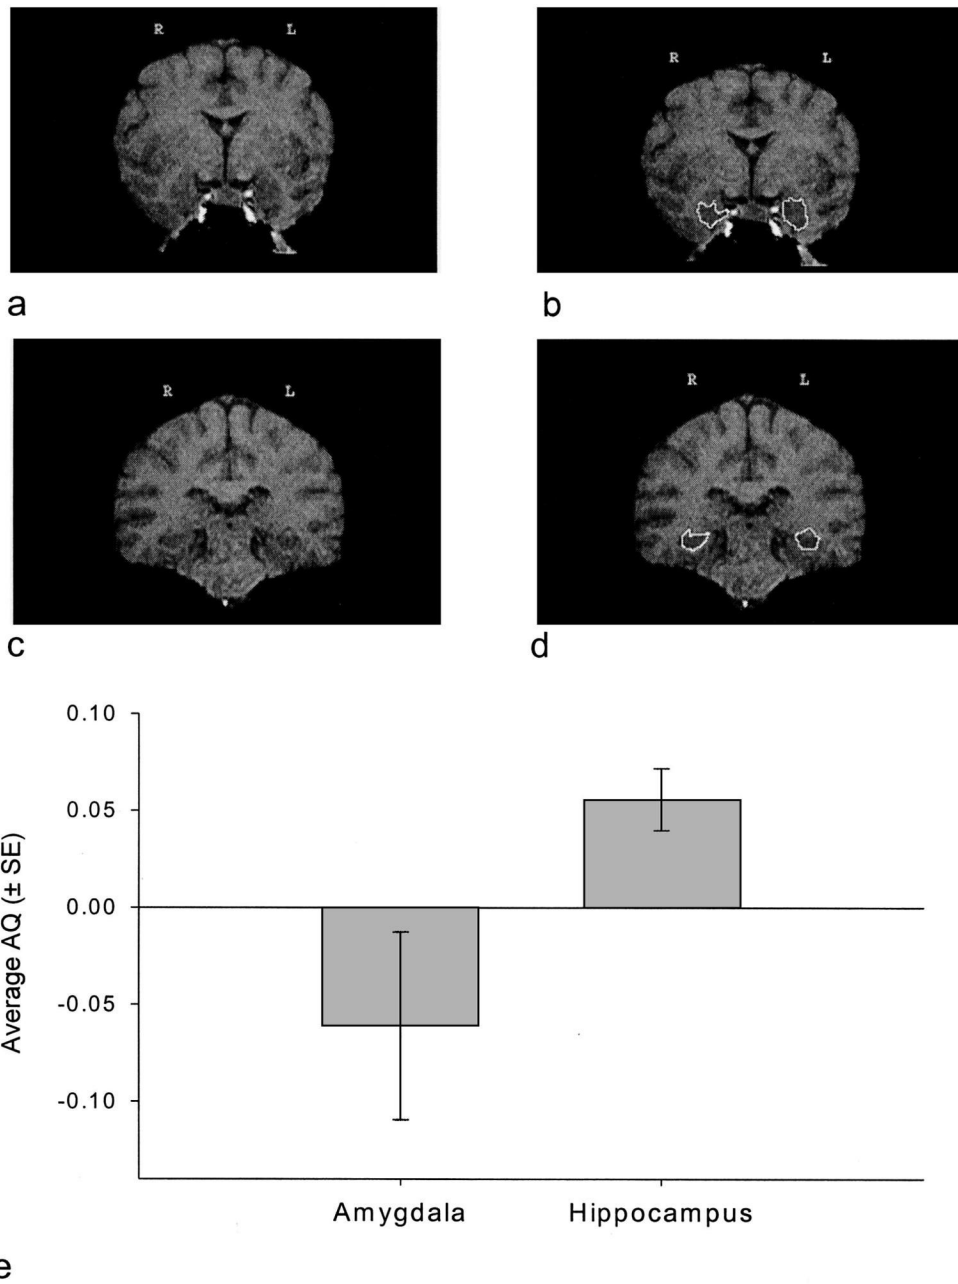 R L
R L
a
b
R L
R L
c
d
0.10
0.05
0.00
-0.05
-0.10
Average AQ (± SE)
Amygdala Hippocampus
e